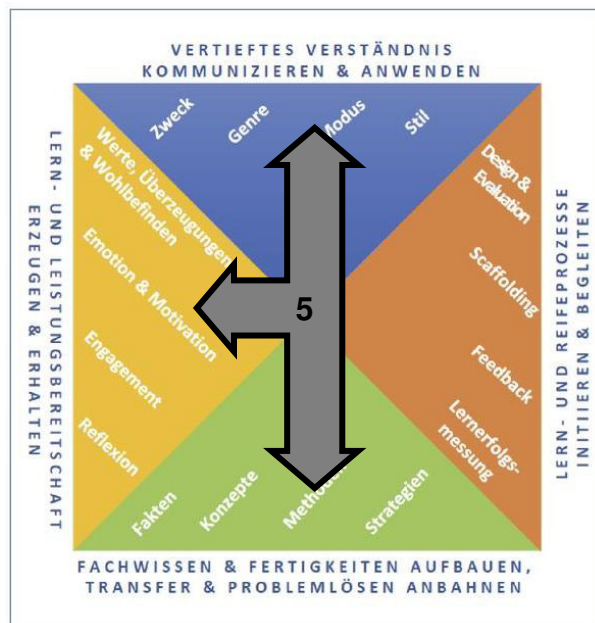 VERTIEFTES VERSTÄNDNIS
KOMMUNIZIEREN & ANWENDEN
Zweck
Genre
Modus
Stil
LERN- UND LEISTUNGSBEREITSCHAFT
ERZEUGEN & ERHALTEN
Werte, Überzeugungen
& Wohlbefinden
Emotion & Motivation
Engagement
Reflexion
5
Design &
Evaluation
Scaffolding
Feedback
Lernerfolgs-
messung
LERN- UND REIFEPROZESSE
INITIIEREN & BEGLEITEN
Fakten
Konzepte
Methoden
Strategien
FACHWISSEN & FERTIGKEITEN AUFBAUEN,
TRANSFER & PROBLEMLÖSEN ANBAHNEN